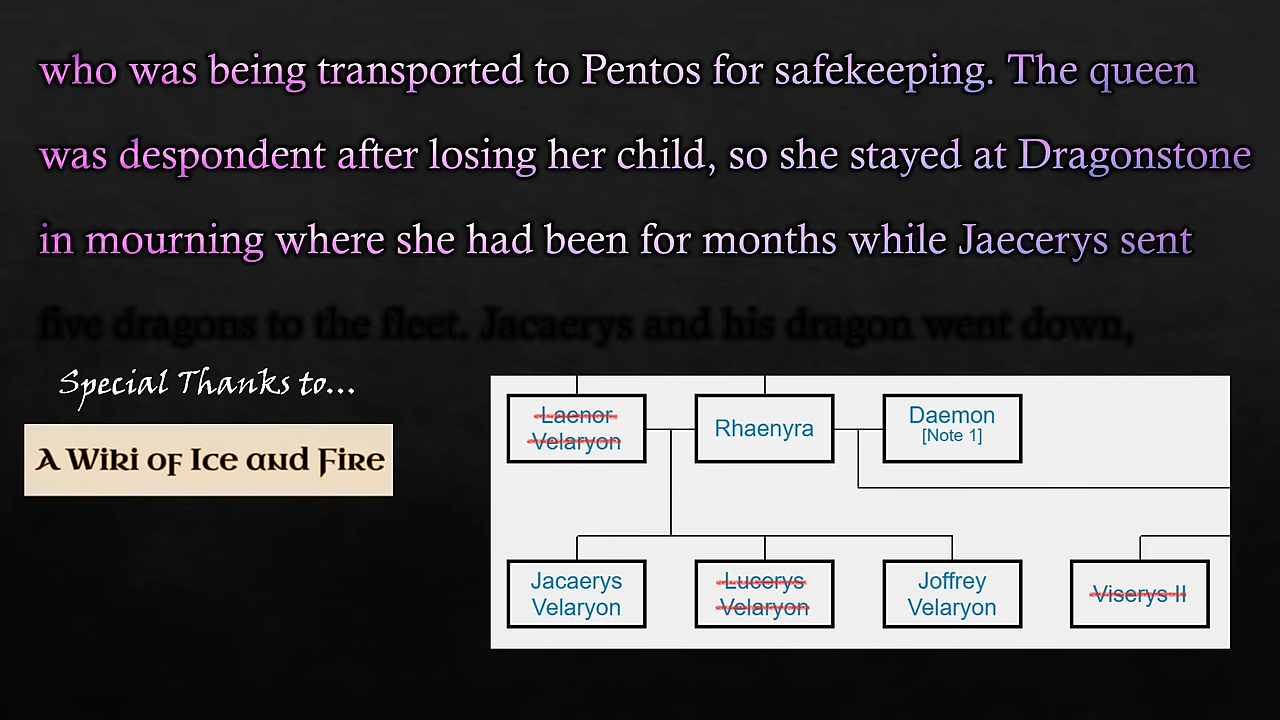 who was being transported to Pentos for safekeeping. The queen
was despondent after losing her child, so she stayed at Dragonstone
in mourning where she had been for months while Jaecerys sent
five dragons to the fleet. Jacaerys and his dragon went down,
Special Thanks to...
A Wiki of Ice and Fire
Laenor
Velaryon
Rhaenyra
Daemon
[Note 1]
Jacaerys
Velaryon
Lucerys
Velaryon
Joffrey
Velaryon
Viserys II